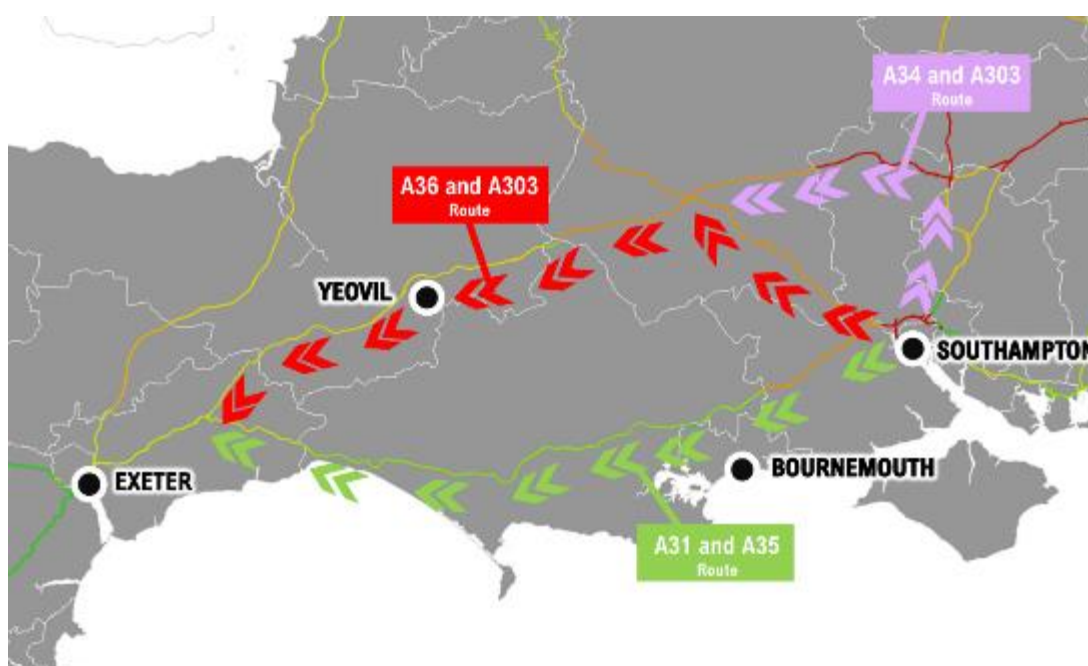 A34 and A303
Route
A36 and A303
Route
YEOVIL
SOUTHAMPTON
BOURNEMOUTH
EXETER
A31 and A35
Route